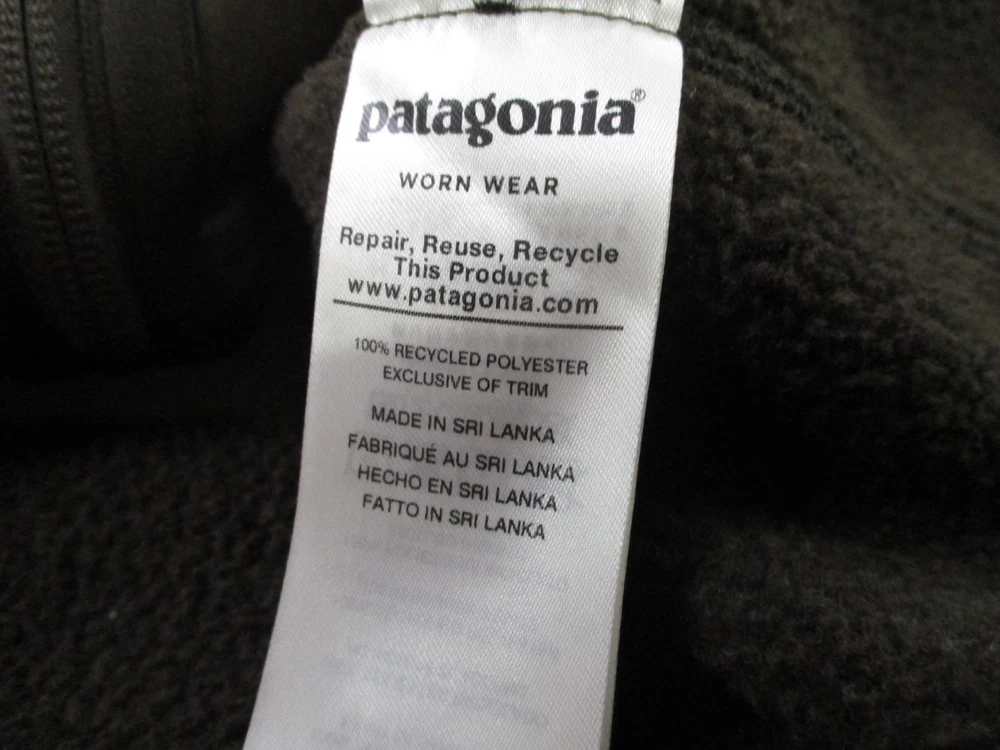 patagonia®
WORN WEAR
Repair, Reuse, Recycle
This Product
www.patagonia.com
100% RECYCLED POLYESTER
EXCLUSIVE OF TRIM
MADE IN SRI LANKA
FABRIQUÉ AU SRI LANKA
HECHO EN SRI LANKA
FATTO IN SRI LANKA